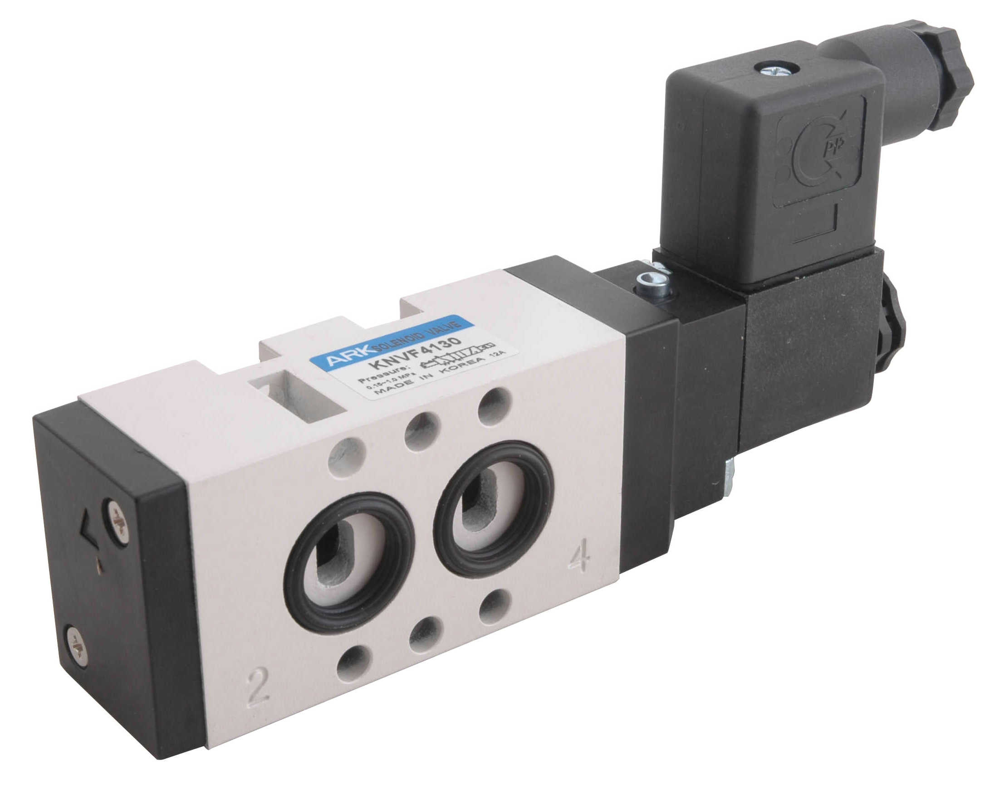 ARK SOLENOID VALVE
KNVF4130
Pressure:
0.15~1.0 MPa
MADE IN KOREA 12A
2
4